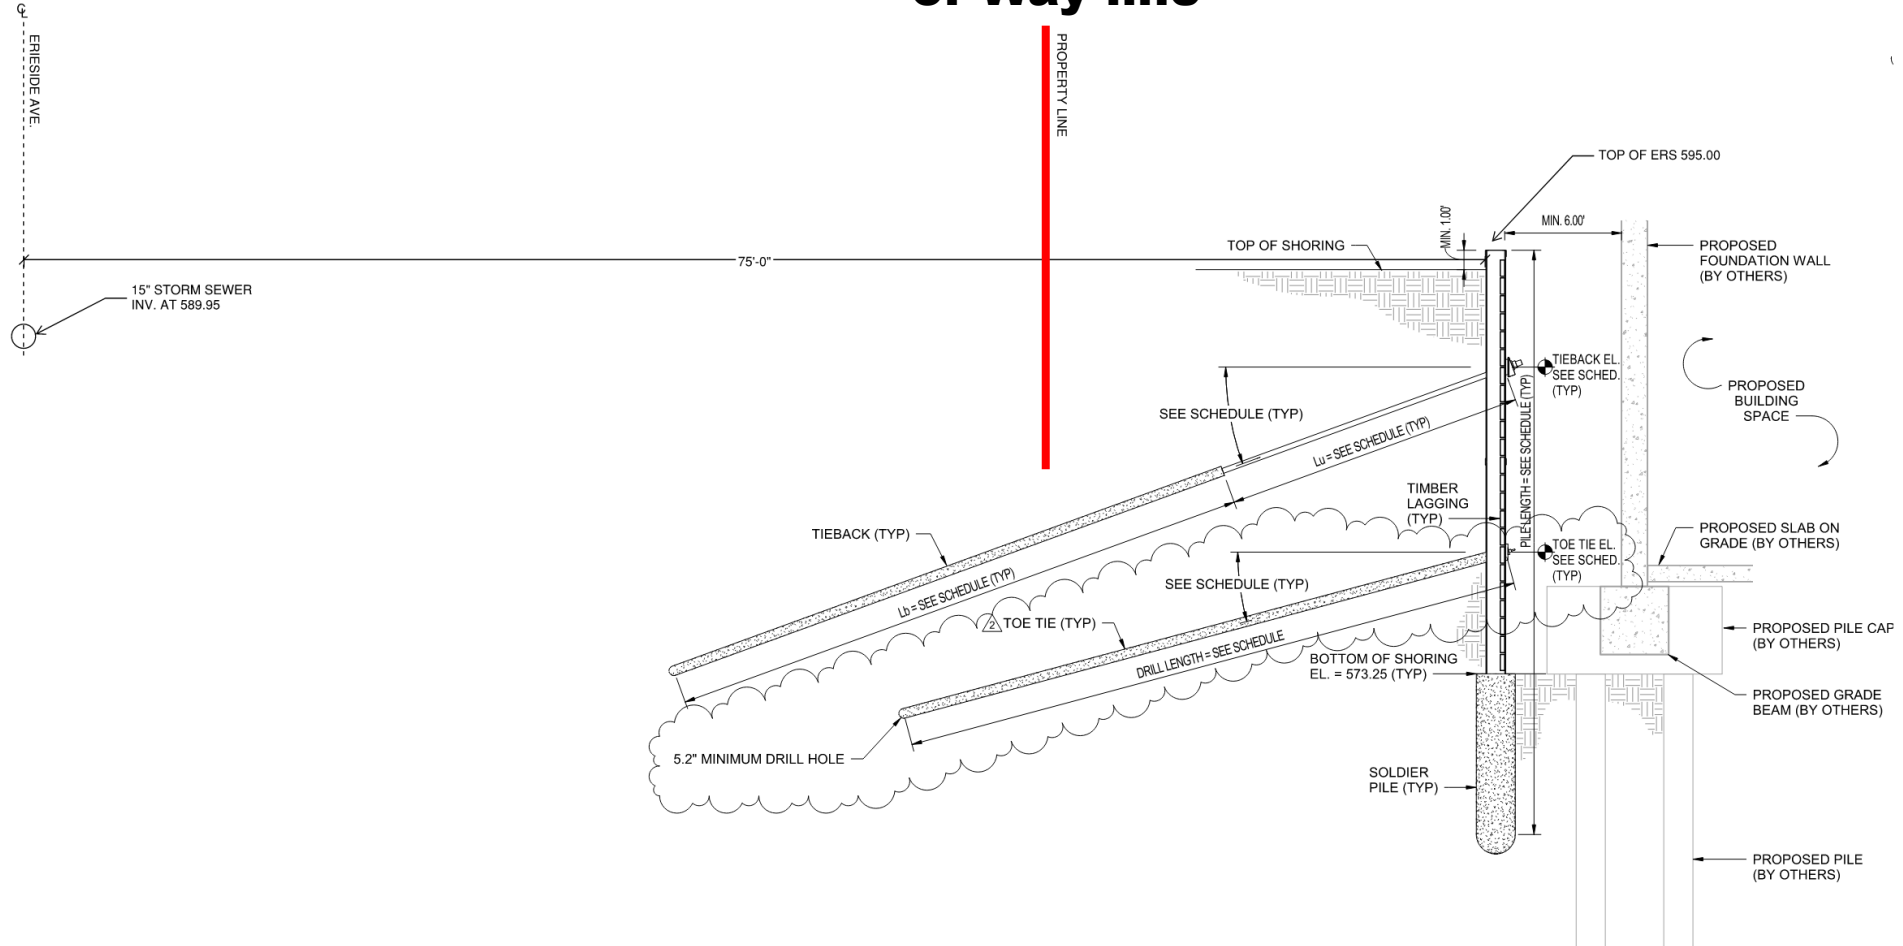 ERIESIDE AVE.
PROPERTY LINE
TOP OF ERS 595.00
MIN. 1.00'
MIN. 6.00'
TOP OF SHORING
PROPOSED
FOUNDATION WALL
(BY OTHERS)
75'-0"
15" STORM SEWER
INV. AT 589.95
TIEBACK EL.
SEE SCHED.
(TYP)
PROPOSED
BUILDING
SPACE
SEE SCHEDULE (TYP)
Lu = SEE SCHEDULE (TYP)
PILE LENGTH = SEE SCHEDULE (TYP)
TIMBER
LAGGING
(TYP)
TIEBACK (TYP)
PROPOSED SLAB ON
GRADE (BY OTHERS)
TOE TIE EL.
SEE SCHED.
(TYP)
SEE SCHEDULE (TYP)
Lb = SEE SCHEDULE (TYP)
2 TOE TIE (TYP)
DRILL LENGTH = SEE SCHEDULE
PROPOSED PILE CAP
(BY OTHERS)
BOTTOM OF SHORING
EL. = 573.25 (TYP)
PROPOSED GRADE
BEAM (BY OTHERS)
5.2" MINIMUM DRILL HOLE
SOLDIER
PILE (TYP)
PROPOSED PILE
(BY OTHERS)